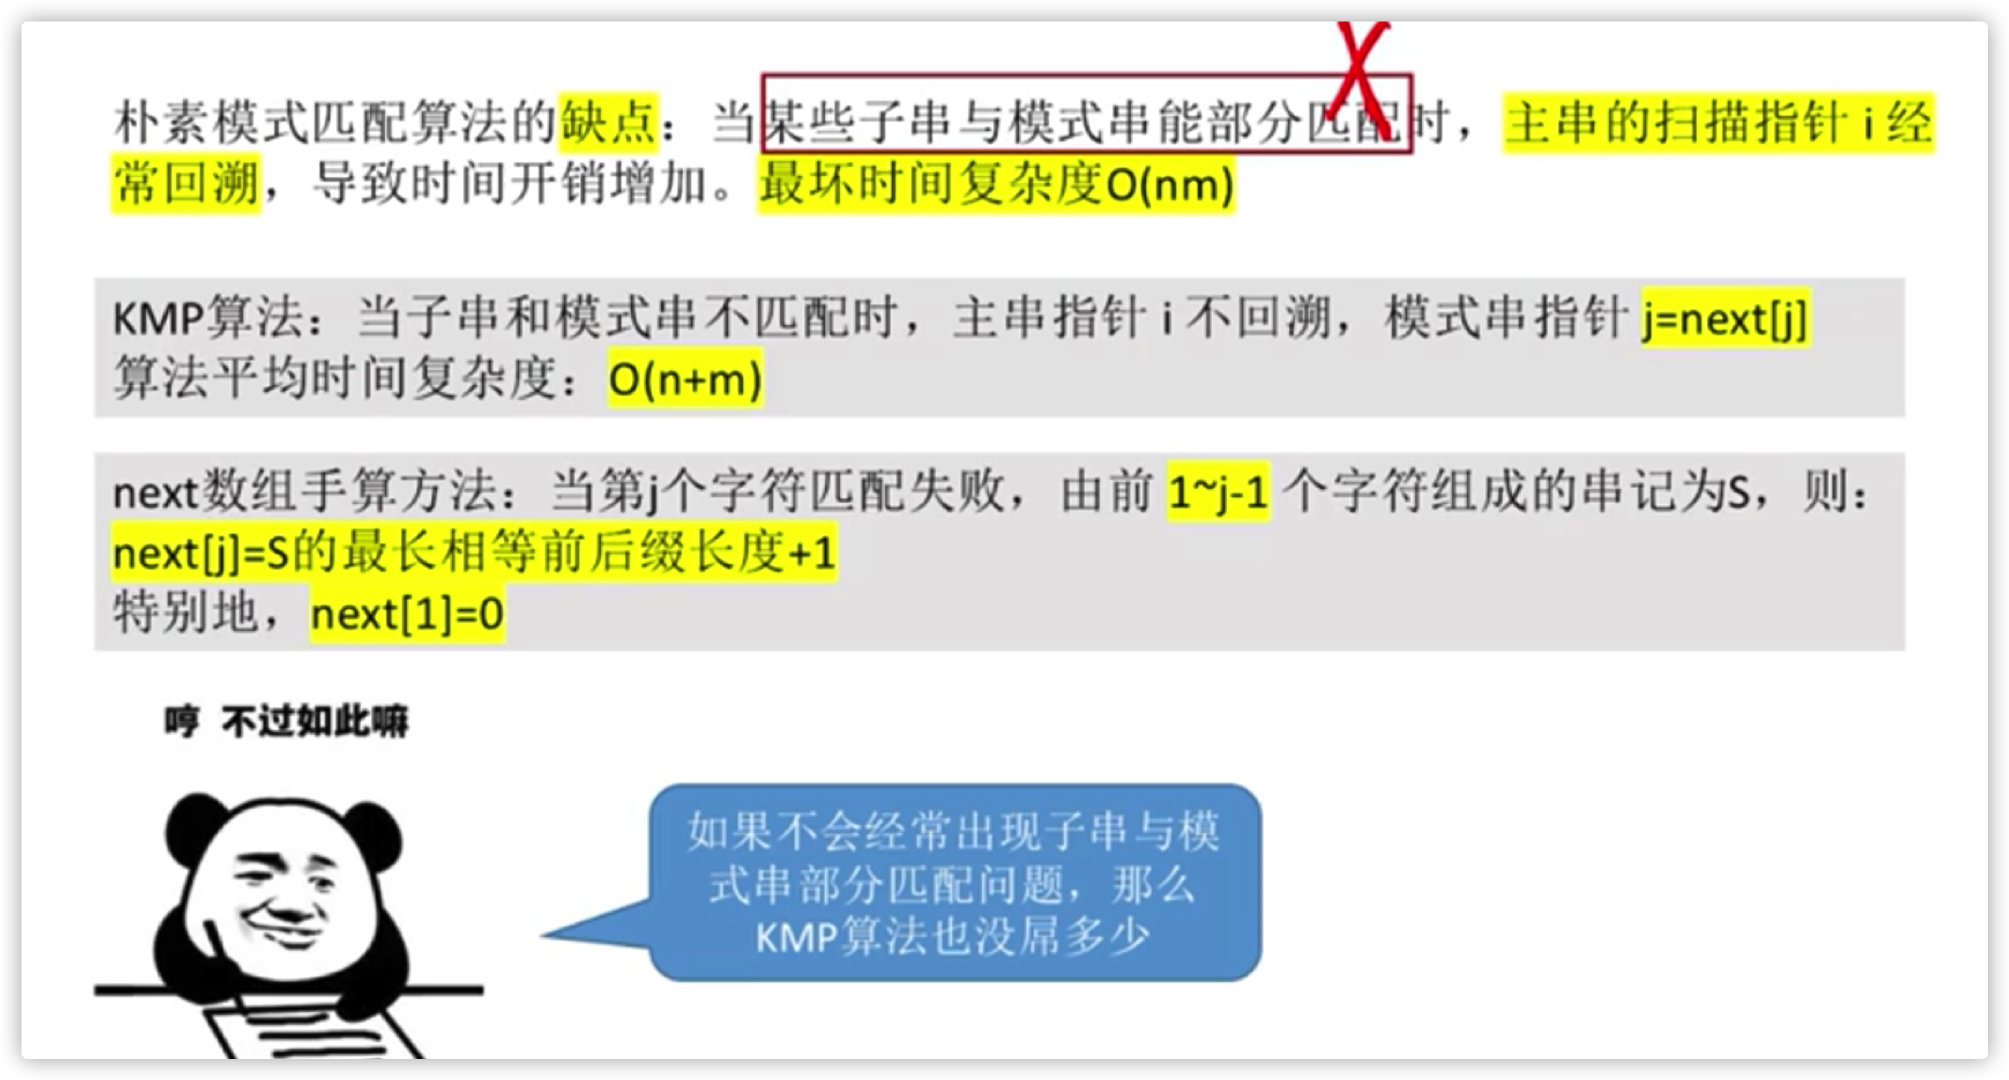 朴素模式匹配算法的缺点：当某些子串与模式串能部分匹配时，主串的扫描指针 i 经
常回溯，导致时间开销增加。最坏时间复杂度O(nm)
KMP算法：当子串和模式串不匹配时，主串指针 i 不回溯，模式串指针 j=next[j]
算法平均时间复杂度：O(n+m)
next数组手算方法：当第j个字符匹配失败，由前 1~j-1 个字符组成的串记为S，则：
next[j]=S的最长相等前后缀长度+1
特别地，next[1]=0
哼 不过如此嘛
如果不会经常出现子串与模
式串部分匹配问题，那么
KMP算法也没屌多少